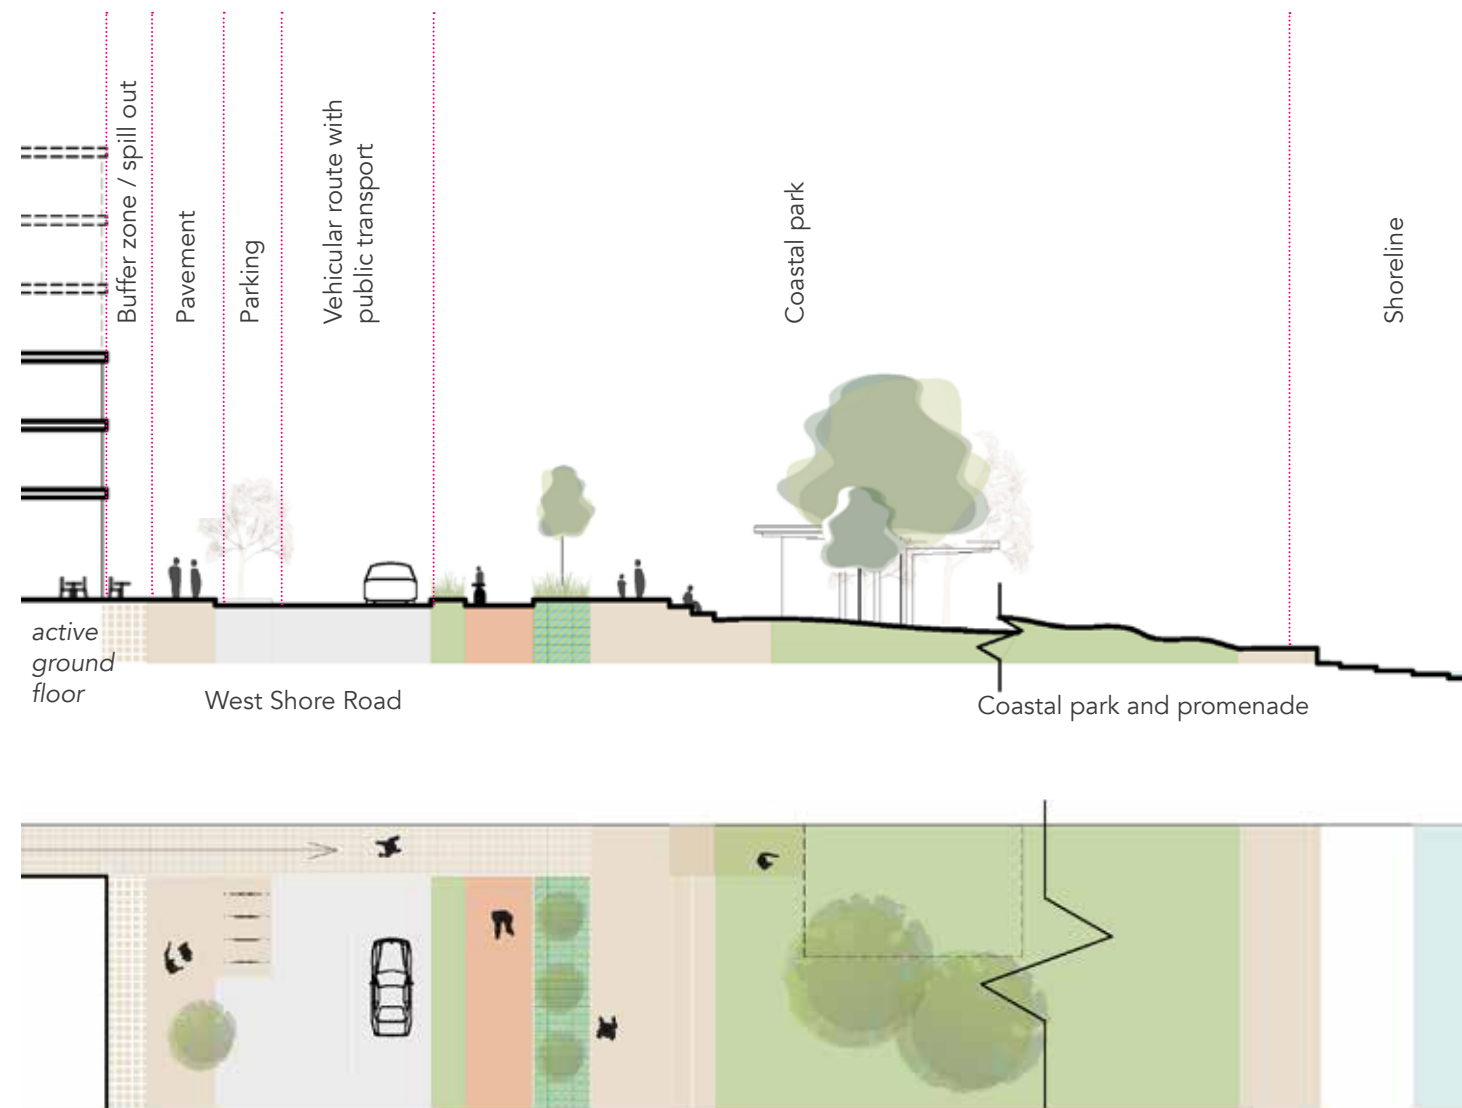 Buffer zone / spill out
Pavement
Parking
Vehicular route with
public transport
Coastal park
Shoreline
active
ground
floor
West Shore Road
Coastal park and promenade